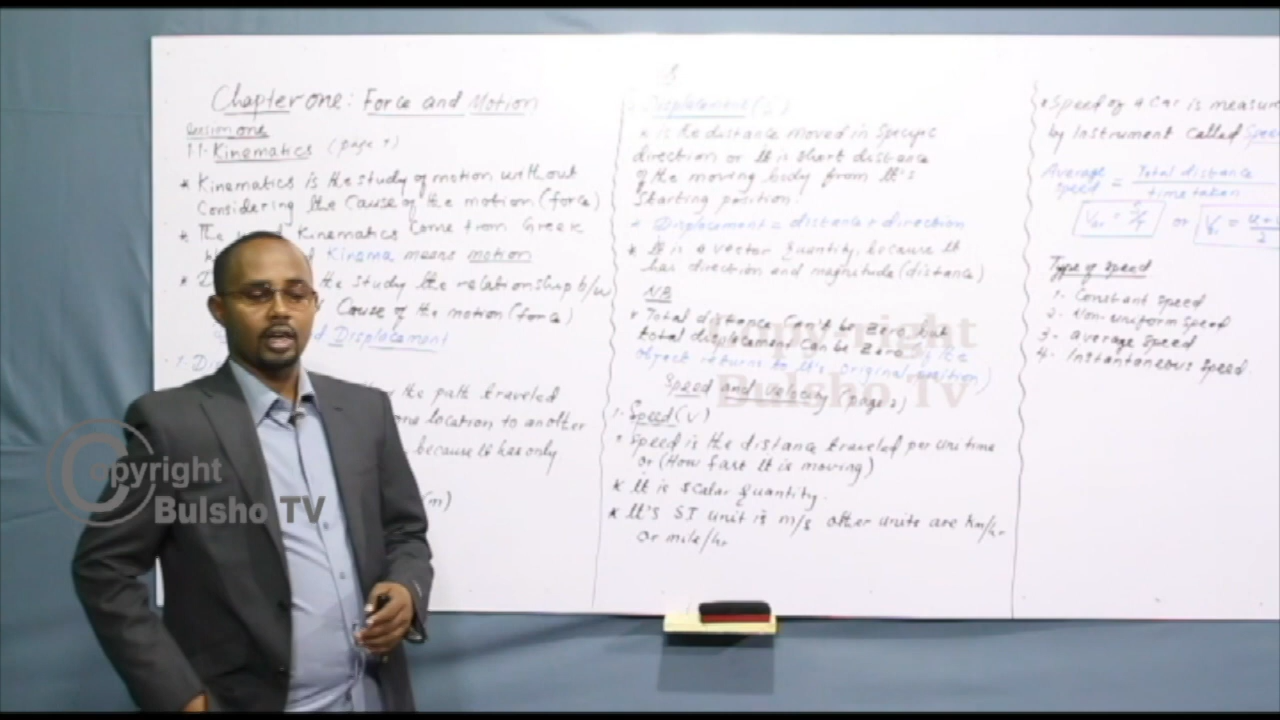 Chapter one: Force and Motion
Lesson one
1.1. Kinematics (page 1)
* Kinematics is the study of motion without
Considering the Cause of the motion (force)
* The Kinematics Come from Greek
Kinema means motion
* the study the relationship b/w
Cause of the motion (force)
Displacement
1. D
the path traveled
one location to another
because It has only
(m)
Displacement (S)
* is the distance moved in Specific
direction or It is short distance
of the moving body from It's
Starting position.
* Displacement = distance + direction
* It is a vector Quantity, because It
has direction and magnitude (distance)
N/B
* Total distance Can't be Zero but
total displacement Can be Zero (If the
object returns to It's original position)
Speed and velocity (page 2)
1. Speed (V)
* Speed is the distance traveled per uni time
or (How fast It is moving)
* It is Scalar Quantity.
* It's S.I unit is m/s other units are Km/hr
or mile/hr
* Speed of a Car is measu
by Instrument called Spee
Average speed = Total distance / time taken
or
Type of Speed
1. Constant Speed
2. Non-uniform Speed
3. average Speed
4. Instantaneous Speed.
Copyright
Bulsho TV
Copyright
Bulsho Tv